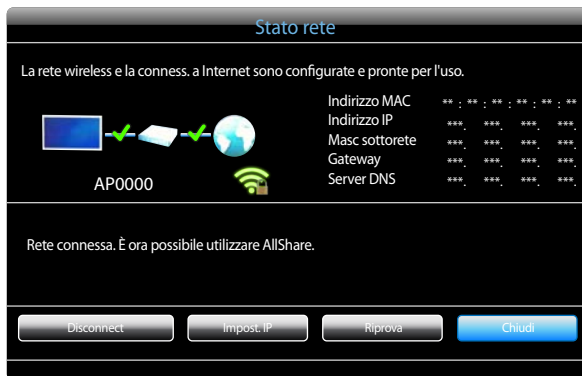 Stato rete
La rete wireless e la conness. a Internet sono configurate e pronte per l'uso.
Indirizzo MAC ** : ** : ** : ** : ** : **
Indirizzo IP ***. ***. ***. ***.
Masc sottorete ***. ***. ***. ***.
Gateway ***. ***. ***. ***.
Server DNS ***. ***. ***. ***.
AP0000
Rete connessa. È ora possibile utilizzare AllShare.
Disconnect Impost. IP Riprova Chiudi